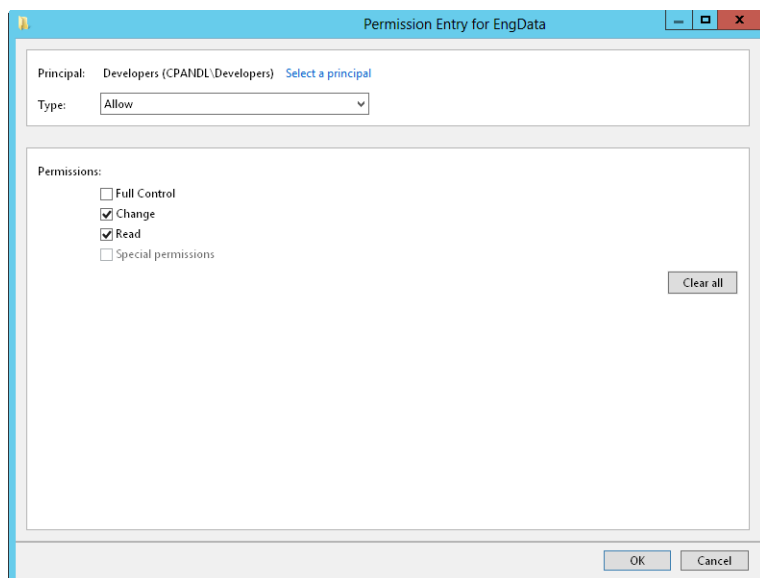 Permission Entry for EngData
Principal: Developers (CPANDL\Developers) Select a principal
Type: Allow
Permissions:
Full Control
Change
Read
Special permissions
Clear all
OK Cancel